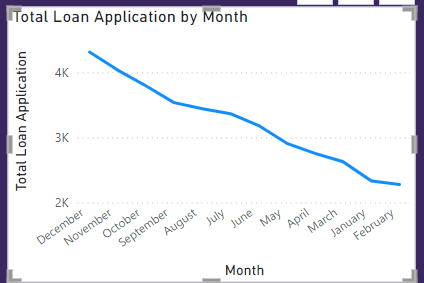 Total Loan Application by Month
Total Loan Application
4K
3K
2K
December
November
October
September
August
July
June
May
April
March
January
February
Month